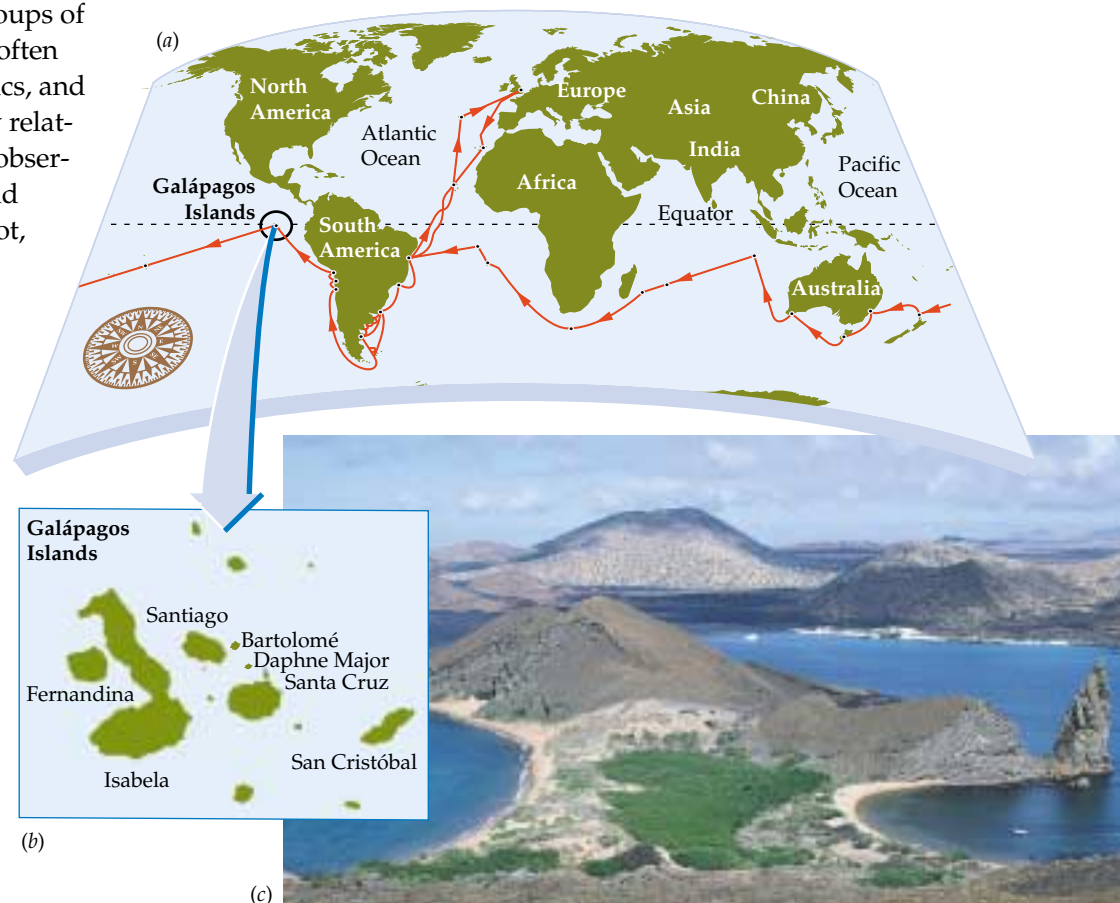 oups of
often
cs, and
relat-
obser-
d
ot,
(a)
North
America
Atlantic
Ocean
Europe
Asia
China
India
Africa
Pacific
Ocean
Galápagos
Islands
Equator
South
America
Australia
Galápagos
Islands
Santiago
Bartolomé
Daphne Major
Santa Cruz
Fernandina
San Cristóbal
Isabela
(b)
(c)